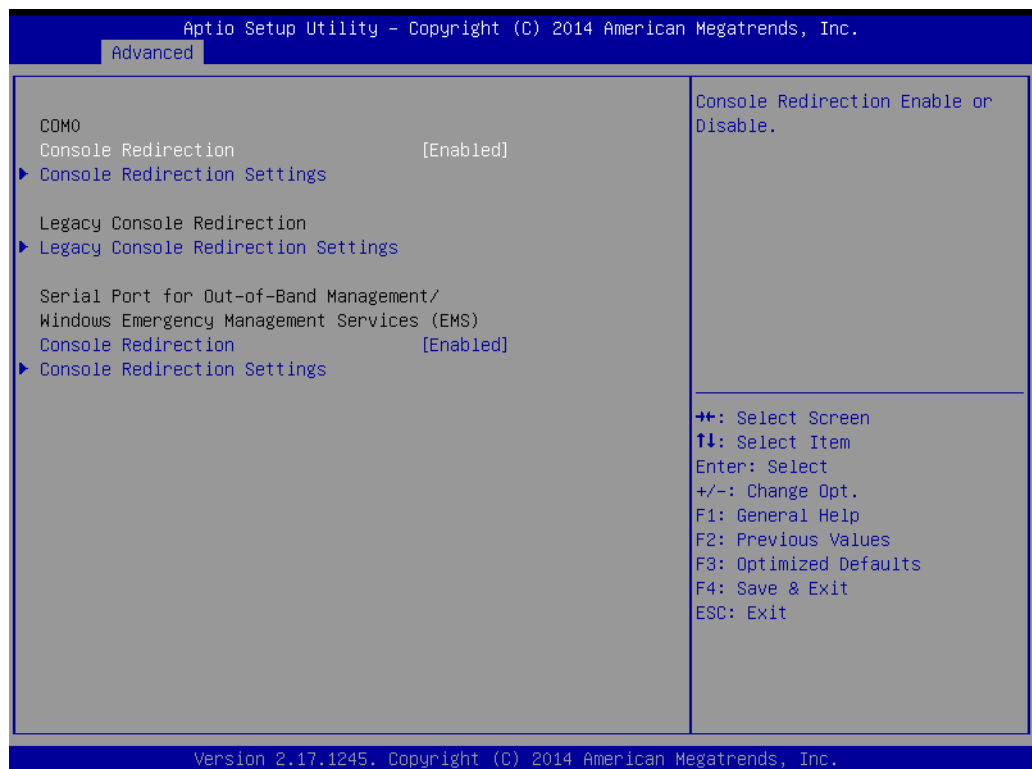 Aptio Setup Utility – Copyright (C) 2014 American Megatrends, Inc.
Advanced
COM0
Console Redirection [Enabled]
Console Redirection Settings
Legacy Console Redirection
Legacy Console Redirection Settings
Serial Port for Out-of-Band Management/
Windows Emergency Management Services (EMS)
Console Redirection [Enabled]
Console Redirection Settings
Console Redirection Enable or
Disable.
→←: Select Screen
↑↓: Select Item
Enter: Select
+/-: Change Opt.
F1: General Help
F2: Previous Values
F3: Optimized Defaults
F4: Save & Exit
ESC: Exit
Version 2.17.1245. Copyright (C) 2014 American Megatrends, Inc.